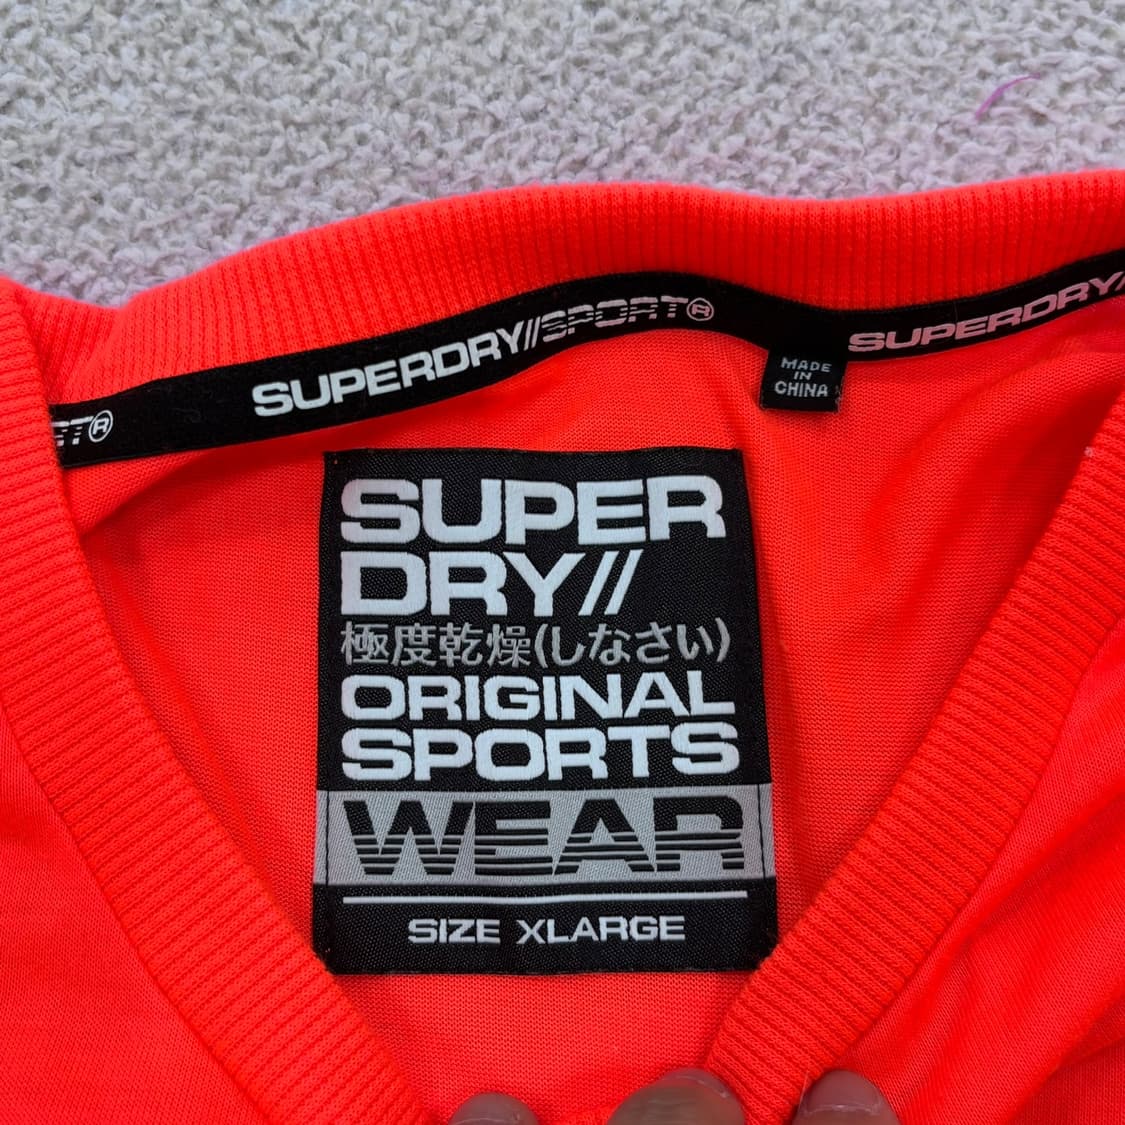 SUPERDRY//SPORT®
RT®
SUPERDRY//
MADE
IN
CHINA
SUPER
DRY//
極度乾燥(しなさい)
ORIGINAL
SPORTS
WEAR
SIZE XLARGE